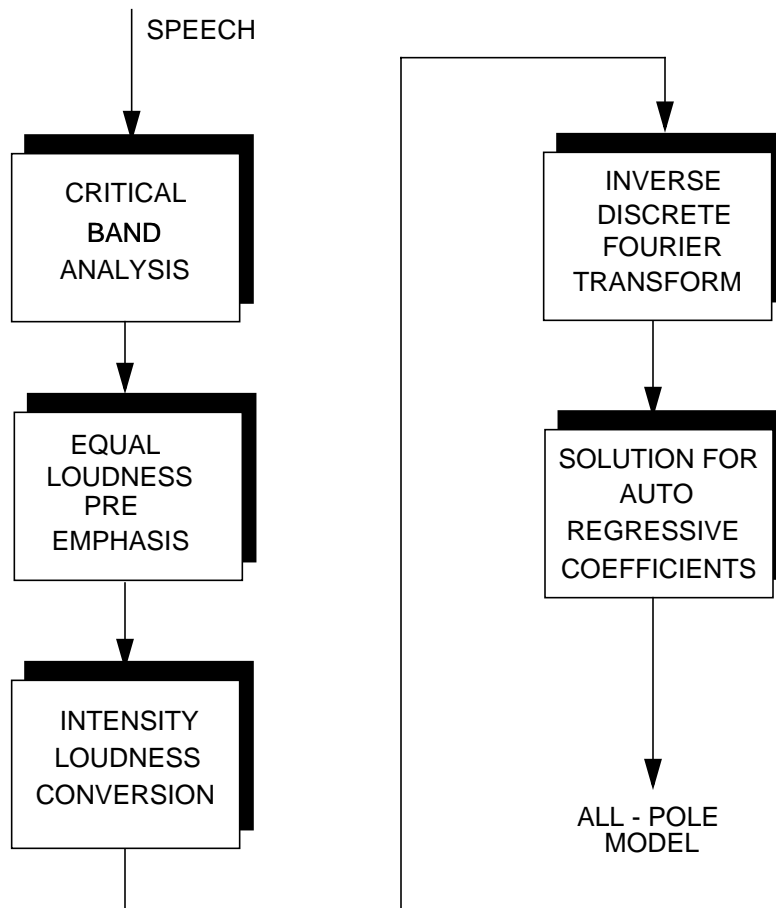 SPEECH
CRITICAL
BAND
ANALYSIS
EQUAL
LOUDNESS
PRE
EMPHASIS
INTENSITY
LOUDNESS
CONVERSION
INVERSE
DISCRETE
FOURIER
TRANSFORM
SOLUTION FOR
AUTO
REGRESSIVE
COEFFICIENTS
ALL - POLE
MODEL